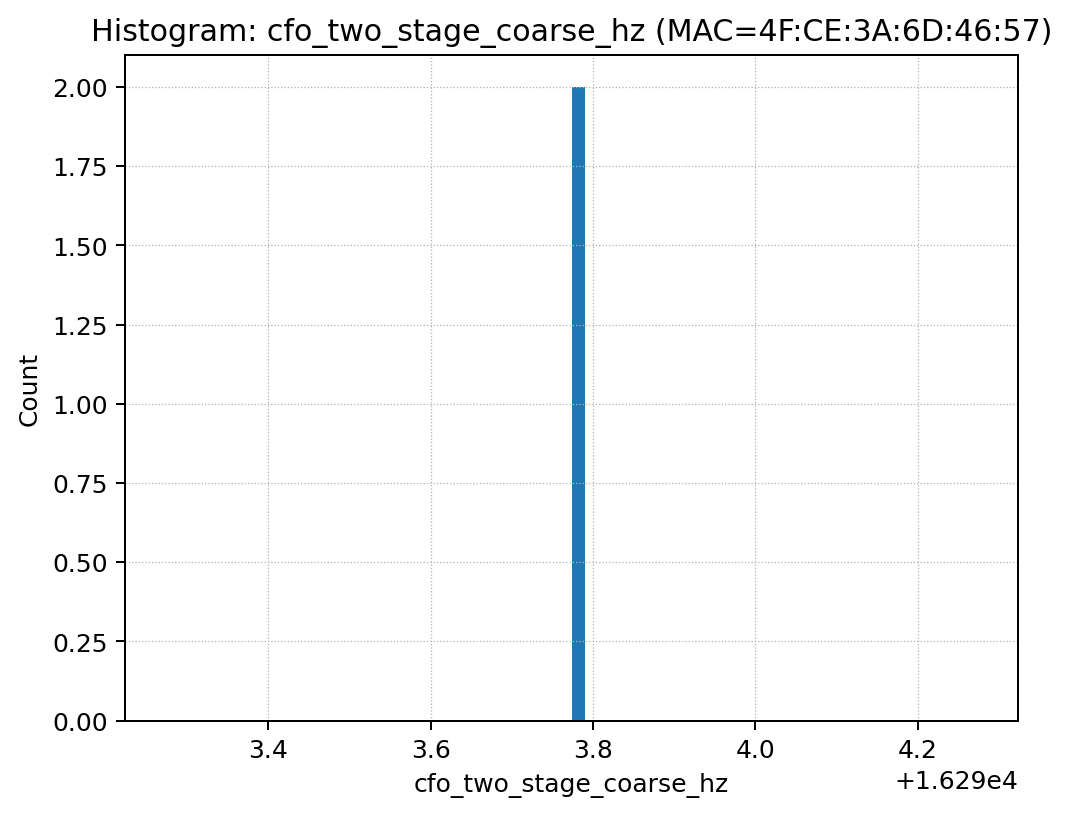 Histogram: cfo_two_stage_coarse_hz (MAC=4F:CE:3A:6D:46:57)
2.00
1.75
1.50
1.25
1.00
0.75
0.50
0.25
0.00
Count
3.4 3.6 3.8 4.0 4.2
+1.629e4
cfo_two_stage_coarse_hz